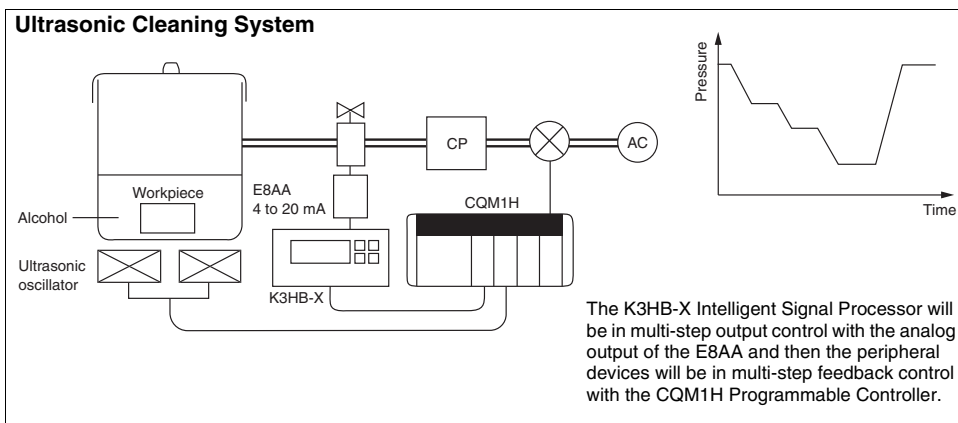 Ultrasonic Cleaning System
Pressure
Time
CP
AC
Workpiece
Alcohol
E8AA
4 to 20 mA
CQM1H
Ultrasonic
oscillator
K3HB-X
The K3HB-X Intelligent Signal Processor will
be in multi-step output control with the analog
output of the E8AA and then the peripheral
devices will be in multi-step feedback control
with the CQM1H Programmable Controller.